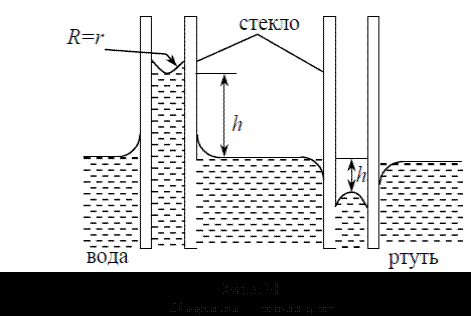 стекло
R=r
h
h
вода
ртуть